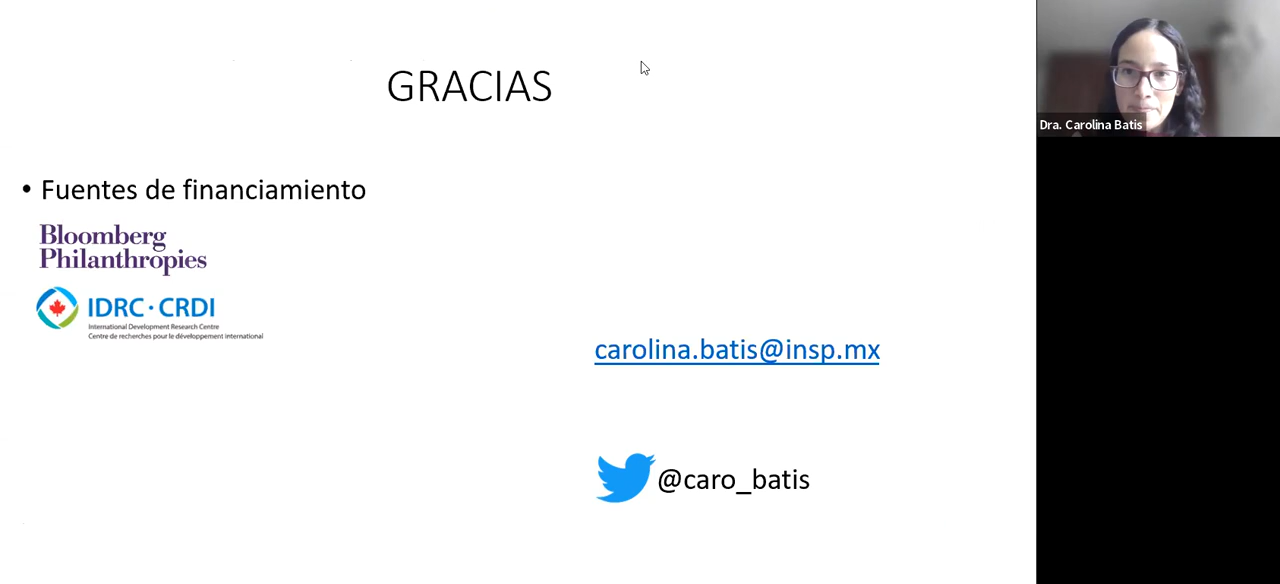 GRACIAS
• Fuentes de financiamiento
Bloomberg
Philanthropies
IDRC · CRDI
International Development Research Centre
Centre de recherches pour le développement international
carolina.batis@insp.mx
@caro_batis
Dra. Carolina Batis